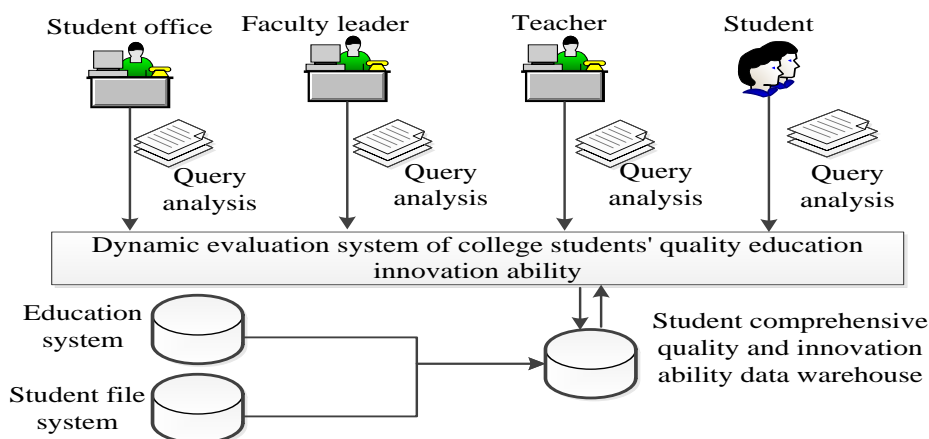 Student office
Faculty leader
Teacher
Student
Query
analysis
Query
analysis
Query
analysis
Query
analysis
Dynamic evaluation system of college students' quality education
innovation ability
Education
system
Student comprehensive
quality and innovation
ability data warehouse
Student file
system